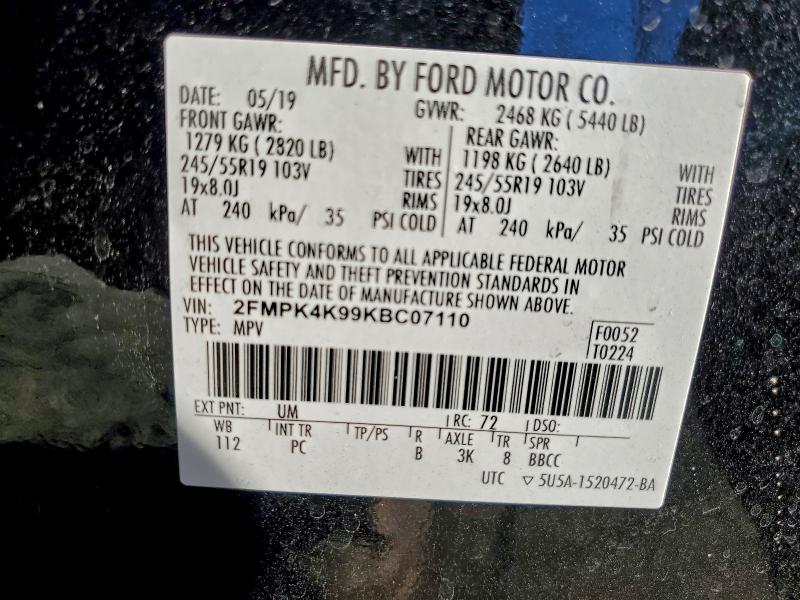 MFD. BY FORD MOTOR CO.
DATE: 05/19 GVWR: 2468 KG ( 5440 LB)
FRONT GAWR: REAR GAWR:
1279 KG ( 2820 LB) WITH 1198 KG ( 2640 LB) WITH
245/55R19 103V TIRES 245/55R19 103V TIRES
19x8.0J RIMS 19x8.0J RIMS
AT 240 kPa/ 35 PSI COLD AT 240 kPa/ 35 PSI COLD
THIS VEHICLE CONFORMS TO ALL APPLICABLE FEDERAL MOTOR
VEHICLE SAFETY AND THEFT PREVENTION STANDARDS IN
EFFECT ON THE DATE OF MANUFACTURE SHOWN ABOVE.
VIN: 2FMPK4K99KBC07110
TYPE: MPV F0052
T0224
EXT PNT: UM RC: 72 DSO:
WB INT TR TP/PS R AXLE TR SPR
112 PC B 3K 8 BBCC
UTC ▽ 5U5A-1520472-BA